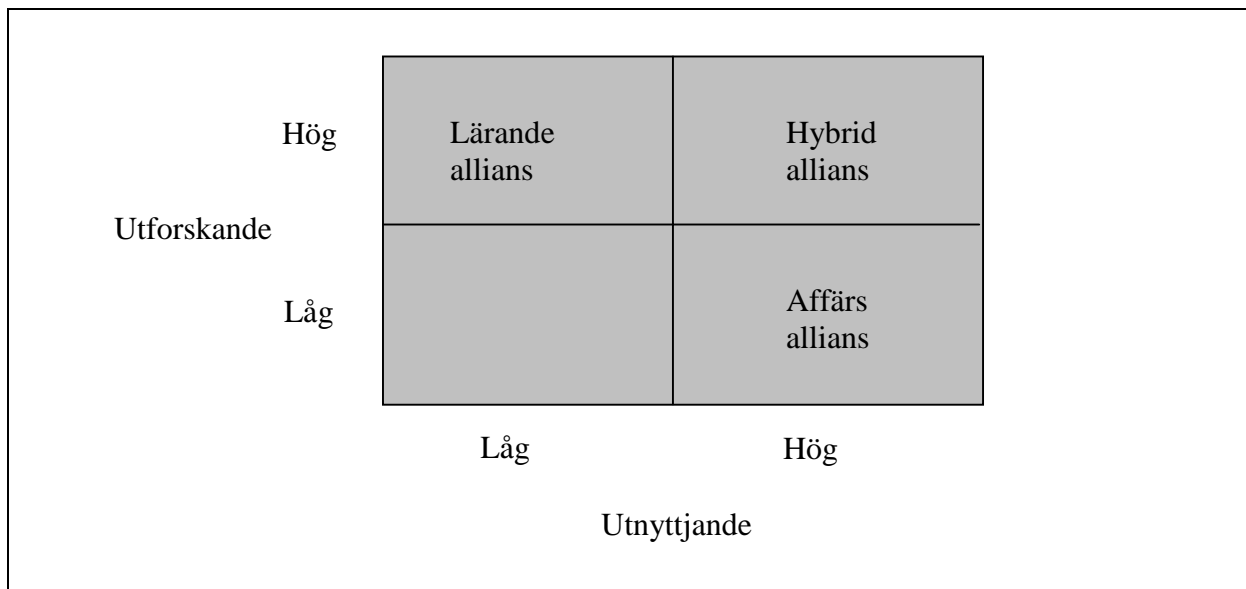 Hög
Lärande
allians
Hybrid
allians
Utforskande
Låg
Affärs
allians
Låg
Hög
Utnyttjande